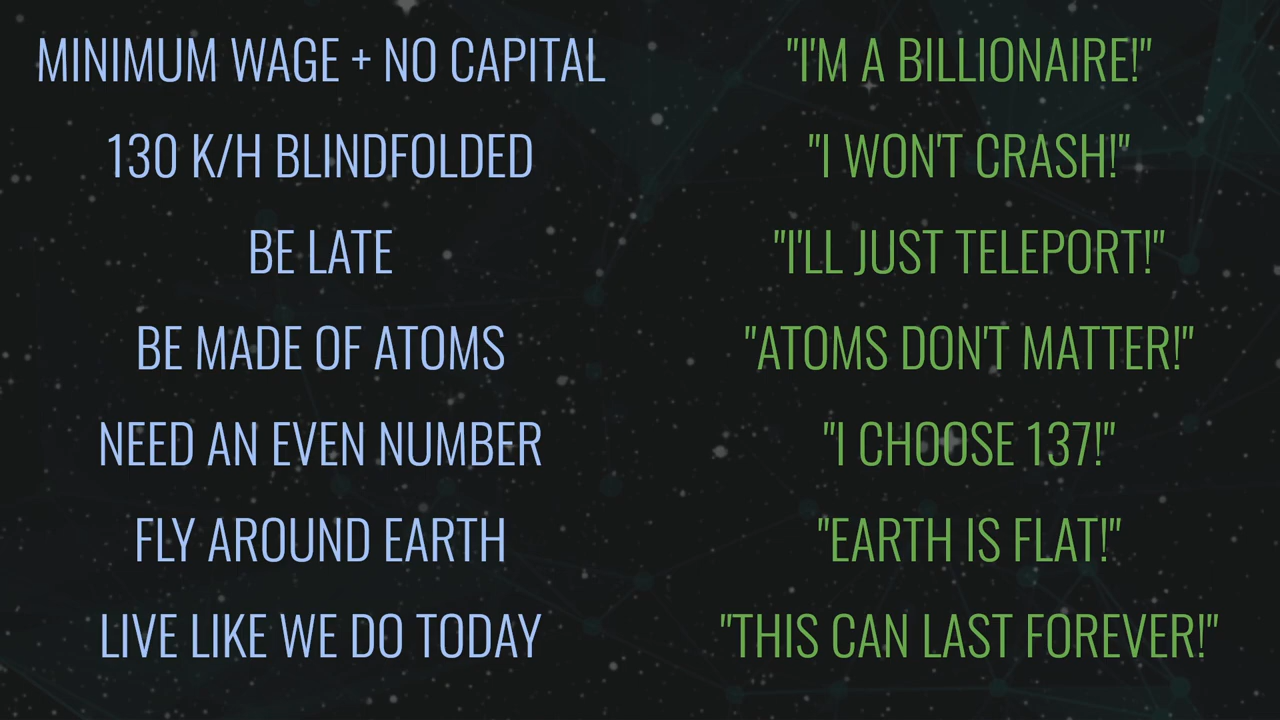 MINIMUM WAGE + NO CAPITAL "I'M A BILLIONAIRE!"
130 K/H BLINDFOLDED "I WON'T CRASH!"
BE LATE "I'LL JUST TELEPORT!"
BE MADE OF ATOMS "ATOMS DON'T MATTER!"
NEED AN EVEN NUMBER "I CHOOSE 137!"
FLY AROUND EARTH "EARTH IS FLAT!"
LIVE LIKE WE DO TODAY "THIS CAN LAST FOREVER!"